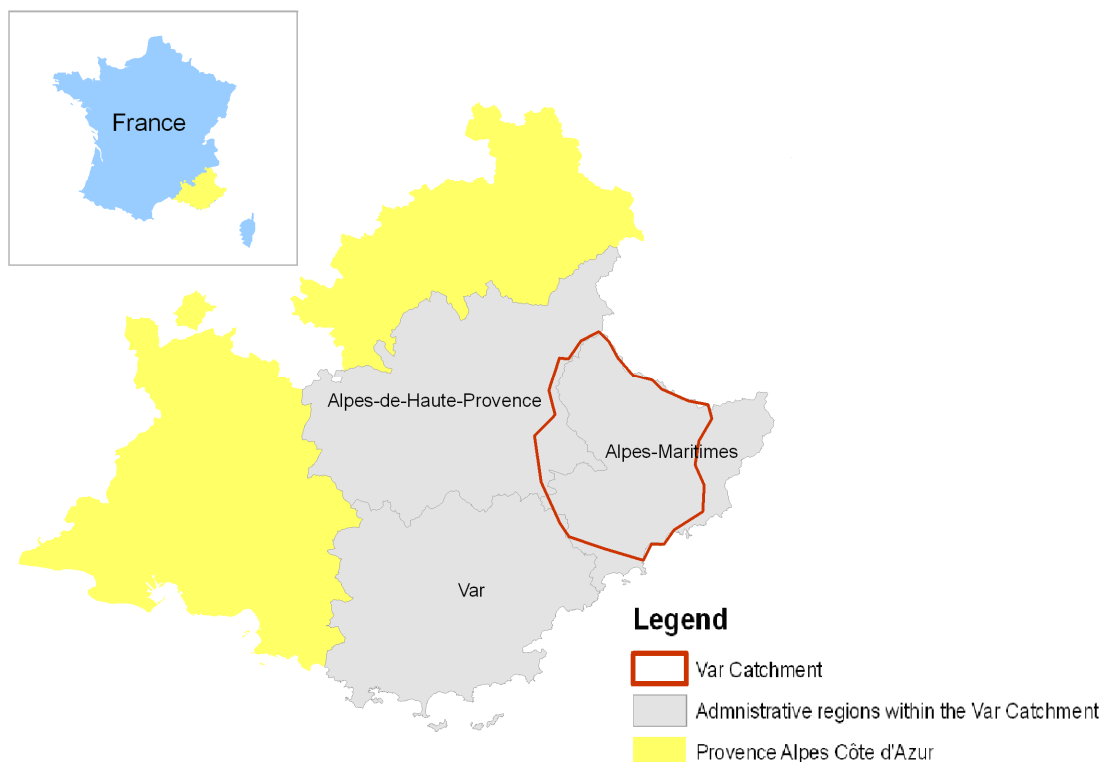 France
Alpes-de-Haute-Provence
Alpes-Maritimes
Var
Legend
Var Catchment
Admnistrative regions within the Var Catchment
Provence Alpes Côte d'Azur